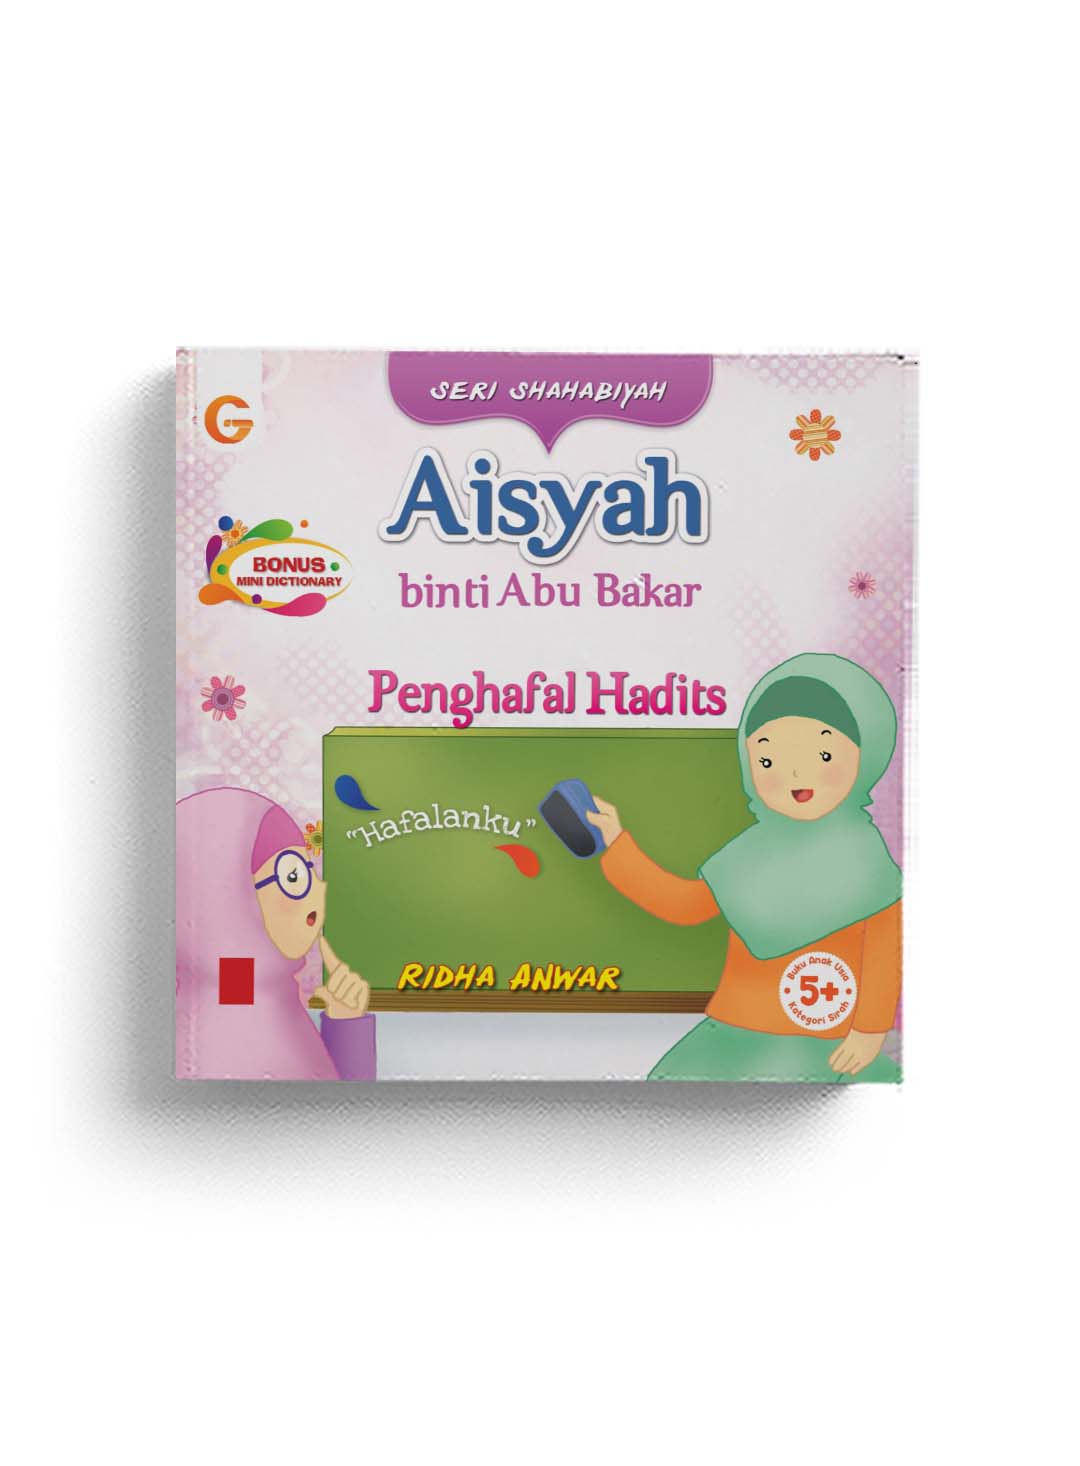 SERI SHAHABIYAH
G
Aisyah
binti Abu Bakar
BONUS
MINI DICTIONARY
Penghafal Hadits
"Hafalanku"
RIDHA ANWAR
Buku Anak Usia
5+
Kategori Sirah